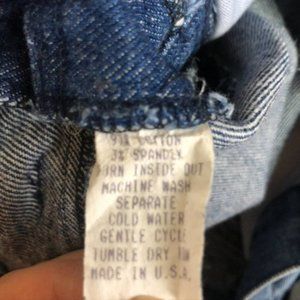 COTTON
3% SPANDEX
TURN INSIDE OUT
MACHINE WASH
SEPARATE
COLD WATER
GENTLE CYCLE
TUMBLE DRY
MADE IN U.S.A.